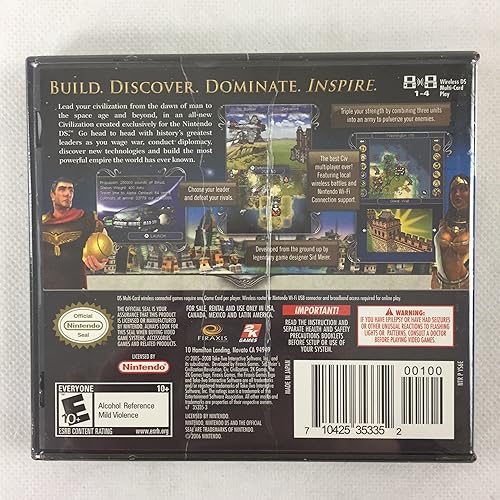 BUILD. DISCOVER. DOMINATE. INSPIRE.
Wireless DS
Multi-Card
Play
1-4
Lead your civilization from the dawn of man to
the space age and beyond, in an all-new
Civilization created exclusively for the Nintendo
DS.™ Go head to head with history's greatest
leaders as you wage war, conduct diplomacy,
discover new technologies and build the most
powerful empire the world has ever known.
Triple your strength by combining three units
into an army to pulverize your enemies.
The best Civ
multiplayer ever!
Featuring local
wireless battles and
Nintendo Wi-Fi
Connection support.
Choose your leader
and defeat your rivals.
LAUNCH
Developed from the ground up by
legendary game designer Sid Meier.
DS Multi-Card wireless connected games require one Game Card per player. Wireless router or Nintendo Wi-Fi USB connector and broadband access required for online play.
Official
Nintendo
Seal
THE OFFICIAL SEAL IS YOUR
ASSURANCE THAT THIS PRODUCT
IS LICENSED OR MANUFACTURED
BY NINTENDO. ALWAYS LOOK FOR THIS
SEAL WHEN BUYING VIDEO GAME
SYSTEMS, ACCESSORIES,
GAMES AND RELATED PRODUCTS.
LICENSED BY
Nintendo
FOR SALE, RENTAL AND USE ONLY IN USA,
CANADA, MEXICO AND LATIN AMERICA.
FIRAXIS
GAMES
2K
GAMES
10 Hamilton Landing, Novato CA 94949
LICENSED BY NINTENDO.
NINTENDO, NINTENDO DS AND THE OFFICIAL
SEAL ARE TRADEMARKS OF NINTENDO.
©2006 NINTENDO.
IMPORTANT!
READ THE INSTRUCTION AND
SEPARATE HEALTH AND SAFETY
PRECAUTIONS BOOKLETS
BEFORE SETUP OR USE OF
YOUR SYSTEM.
WARNING:
IF YOU HAVE EPILEPSY OR HAVE HAD SEIZURES
OR OTHER UNUSUAL REACTIONS TO FLASHING
LIGHTS OR PATTERNS, CONSULT A DOCTOR
BEFORE PLAYING VIDEO GAMES.
EVERYONE 10+
E
10+
Alcohol Reference
Mild Violence
ESRB CONTENT RATING
www.esrb.org
MADE IN JAPAN
00100
7 10425 35335 2